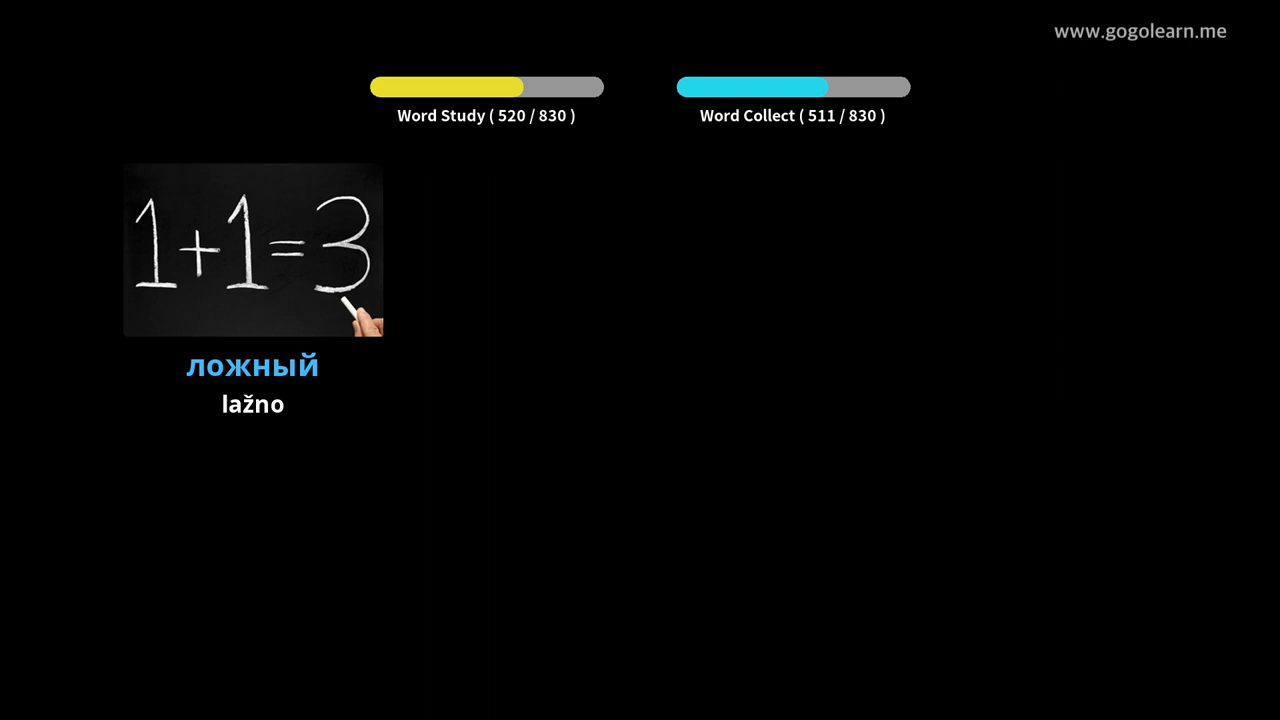 www.gogolearn.me
Word Study ( 520 / 830 )
Word Collect ( 511 / 830 )
1+1=3
ложный
lažno